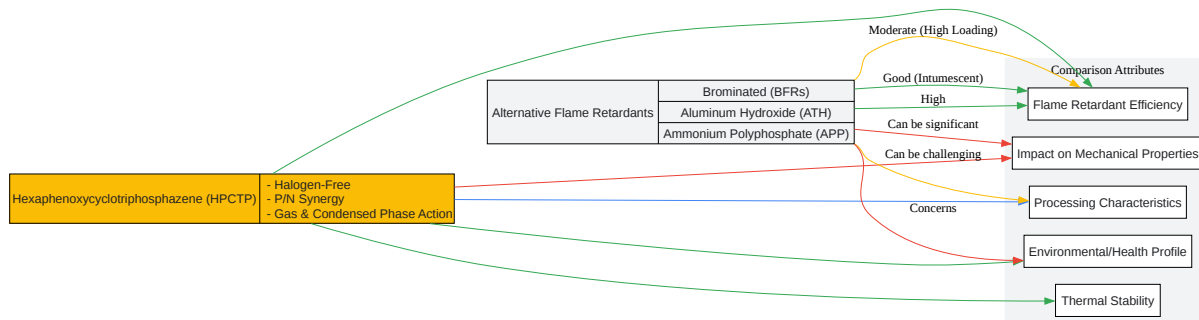 Moderate (High Loading)
Comparison Attributes
Good (Intumescent)
Alternative Flame Retardants
Brominated (BFRs)
Aluminum Hydroxide (ATH)
Ammonium Polyphosphate (APP)
High
Flame Retardant Efficiency
Can be significant
Can be challenging
Impact on Mechanical Properties
Hexaphenoxycyclotriphosphazene (HPCTP)
- Halogen-Free
- P/N Synergy
- Gas & Condensed Phase Action
Processing Characteristics
Concerns
Environmental/Health Profile
Thermal Stability